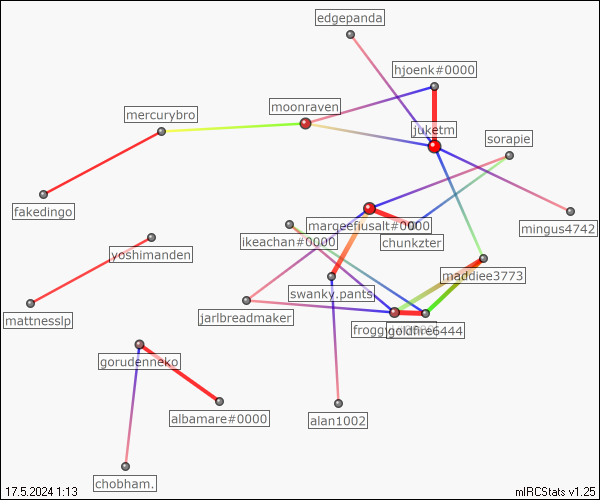 edgepanda
hjoenk#0000
moonraven
mercurybro
juketm
sorapie
fakedingo
margeefiusalt#0000
mingus4742
ikeachan#0000
chunkzter
yoshimanden
maddiee3773
swanky.pants
mattnesslp
jarlbreadmaker
goldfire6444
gorudenneko
albamare#0000
alan1002
chobham.
17.5.2024 1:13
mIRCStats v1.25